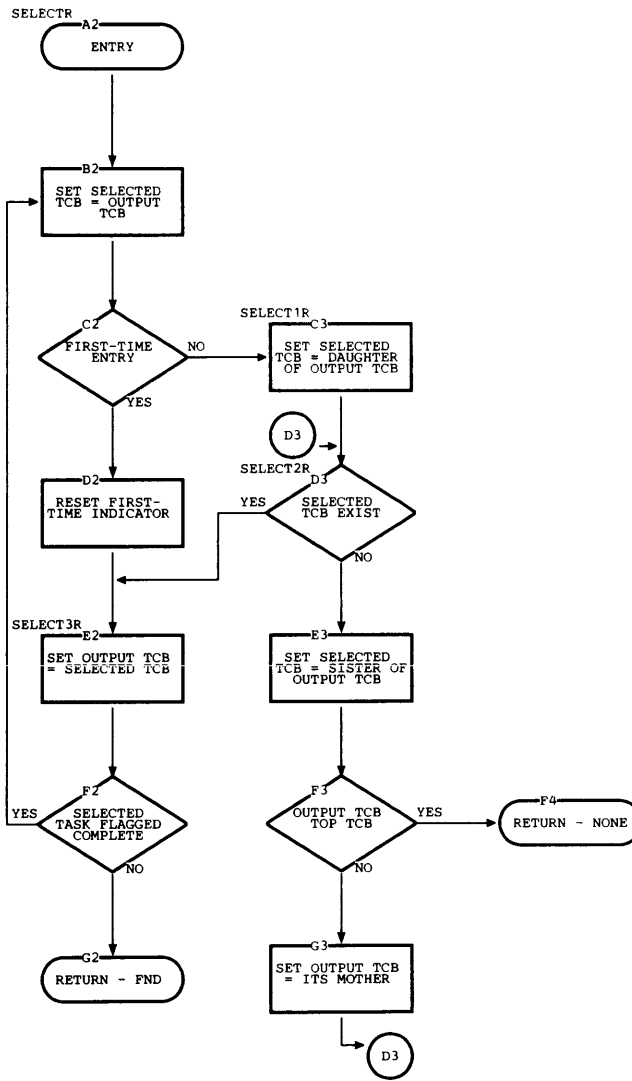 SELECTR
A2
ENTRY
B2
SET SELECTED
TCB = OUTPUT
TCB
C2
FIRST-TIME
ENTRY
NO
YES
SELECT1R
C3
SET SELECTED
TCB = DAUGHTER
OF OUTPUT TCB
D3
D2
RESET FIRST-
TIME INDICATOR
SELECT2R
D3
SELECTED
TCB EXIST
YES
NO
SELECT3R
E2
SET OUTPUT TCB
= SELECTED TCB
E3
SET SELECTED
TCB = SISTER OF
OUTPUT TCB
F2
SELECTED
TASK FLAGGED
COMPLETE
YES
NO
F3
OUTPUT TCB
TOP TCB
YES
NO
F4
RETURN - NONE
G2
RETURN - FND
G3
SET OUTPUT TCB
= ITS MOTHER
D3